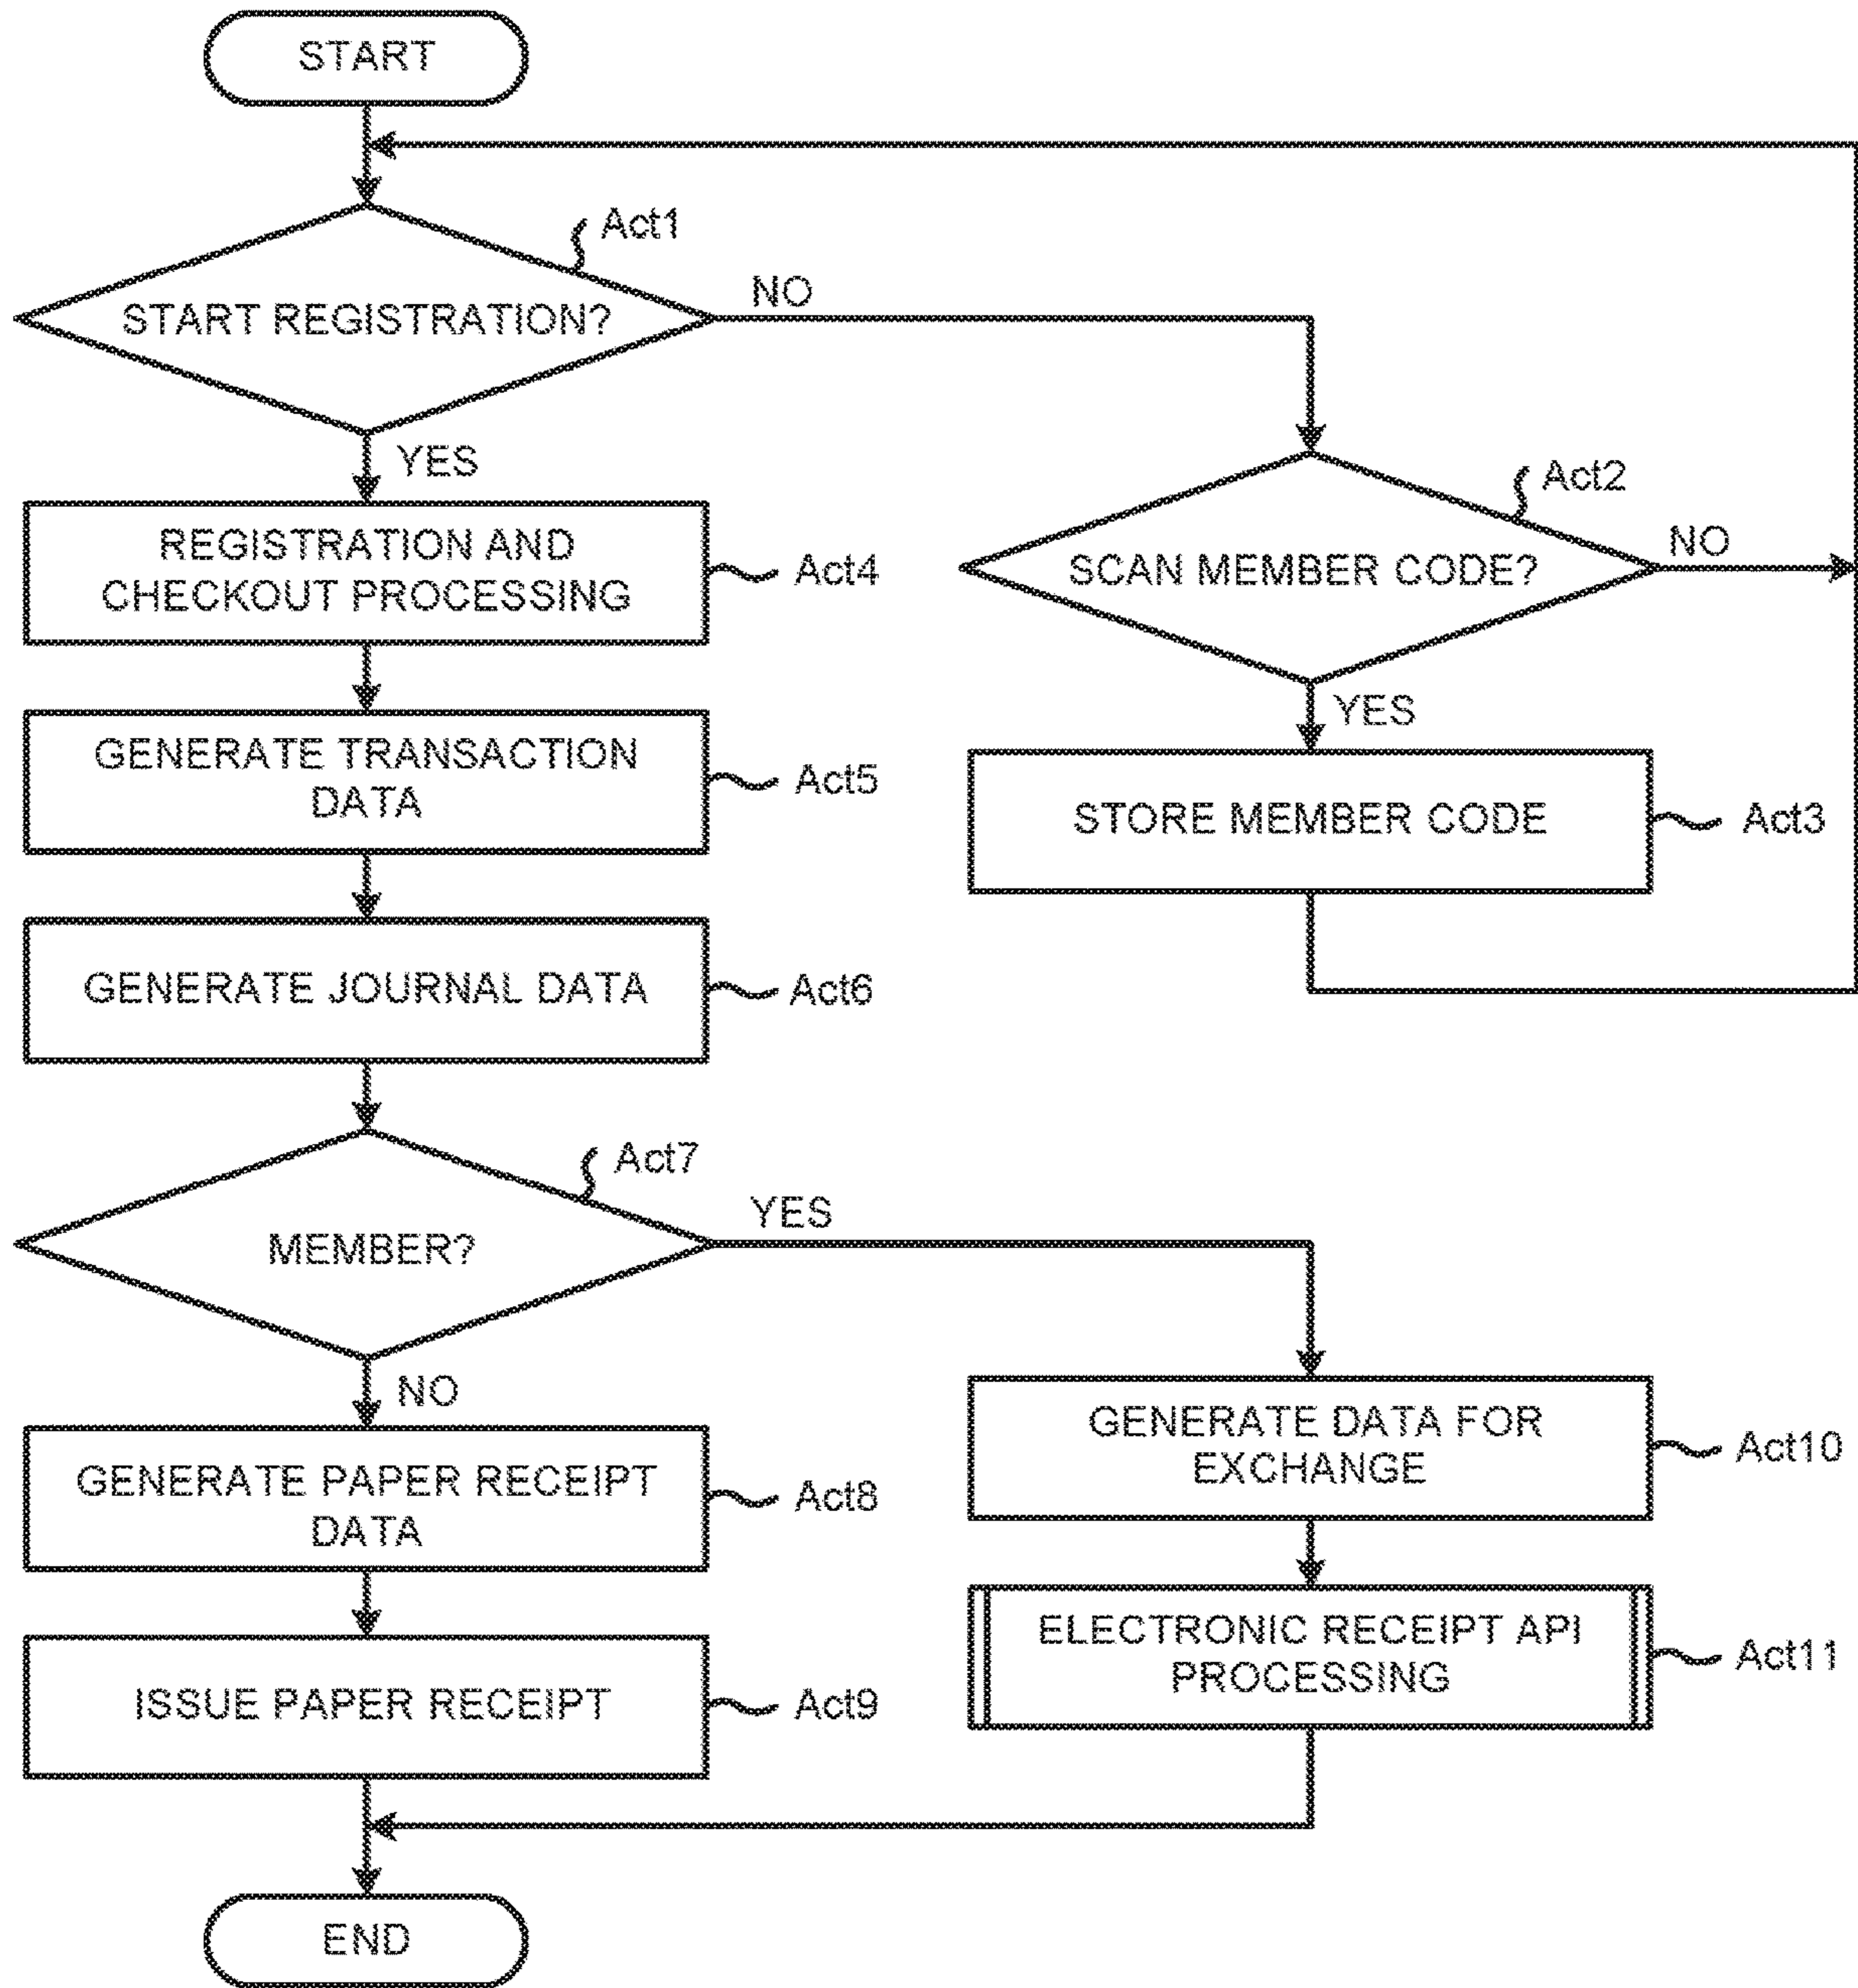 START
Act1
START REGISTRATION?
NO
YES
Act2
SCAN MEMBER CODE?
NO
REGISTRATION AND
CHECKOUT PROCESSING
Act4
YES
GENERATE TRANSACTION
DATA
Act5
STORE MEMBER CODE
Act3
GENERATE JOURNAL DATA
Act6
Act7
MEMBER?
YES
NO
GENERATE DATA FOR
EXCHANGE
Act10
GENERATE PAPER RECEIPT
DATA
Act8
ELECTRONIC RECEIPT API
PROCESSING
Act11
ISSUE PAPER RECEIPT
Act9
END